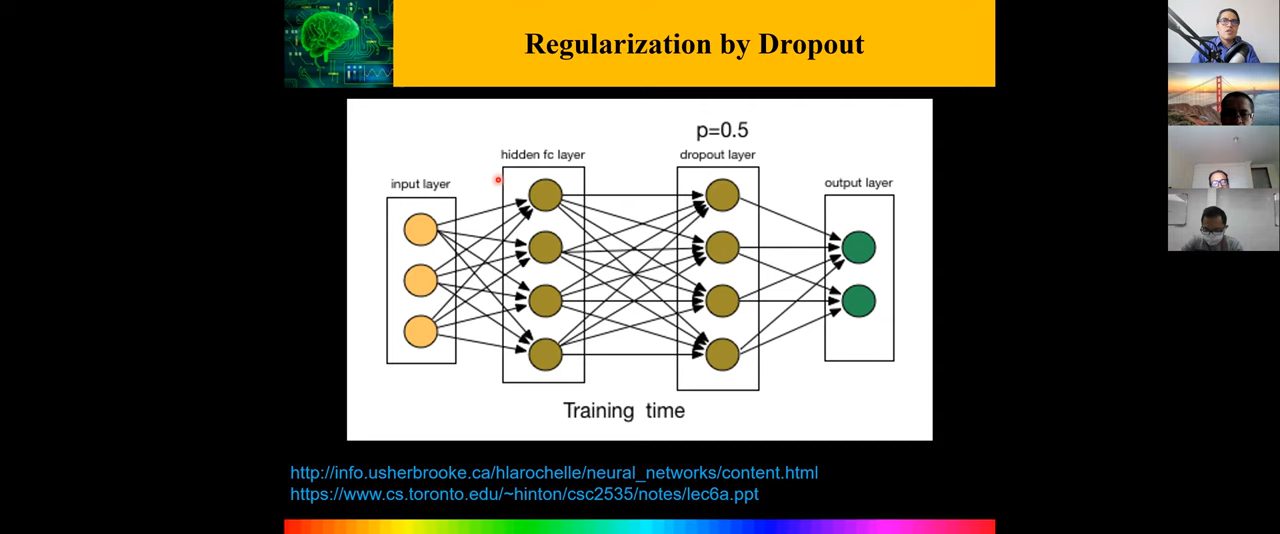 Regularization by Dropout
p=0.5
hidden fc layer
dropout layer
input layer
output layer
Training time
http://info.usherbrooke.ca/hlarochelle/neural_networks/content.html
https://www.cs.toronto.edu/~hinton/csc2535/notes/lec6a.ppt